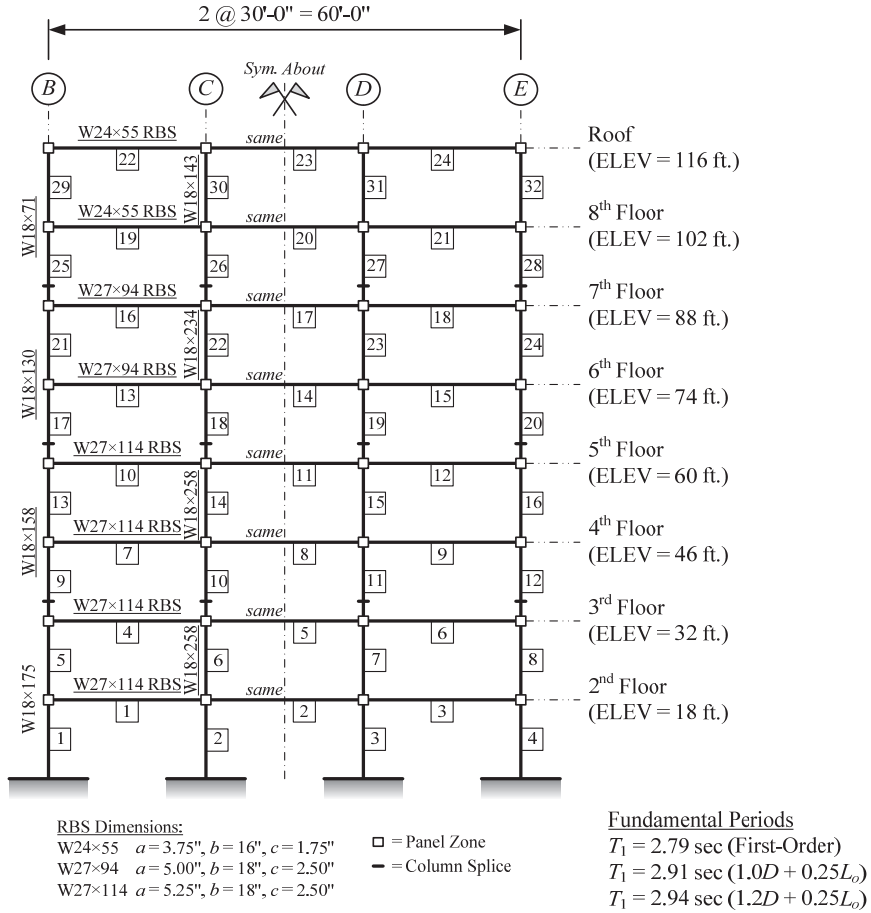 2 @ 30'-0" = 60'-0"
Sym. About
B C D E
W24×55 RBS same
Roof
(ELEV = 116 ft.)
22 23 24
W18×143
29 30 31 32
W18×71
W24×55 RBS same
8th Floor
(ELEV = 102 ft.)
19 20 21
25 26 27 28
W27×94 RBS same
7th Floor
(ELEV = 88 ft.)
16 17 18
W18×234
21 22 23 24
W18×130
W27×94 RBS same
6th Floor
(ELEV = 74 ft.)
13 14 15
17 18 19 20
W27×114 RBS same
5th Floor
(ELEV = 60 ft.)
10 11 12
W18×258
13 14 15 16
W18×158
W27×114 RBS same
4th Floor
(ELEV = 46 ft.)
7 8 9
9 10 11 12
W27×114 RBS same
3rd Floor
(ELEV = 32 ft.)
4 5 6
W18×258
5 6 7 8
W18×175
W27×114 RBS same
2nd Floor
(ELEV = 18 ft.)
1 2 3
1 2 3 4
RBS Dimensions:
W24×55 a = 3.75", b = 16", c = 1.75"
W27×94 a = 5.00", b = 18", c = 2.50"
W27×114 a = 5.25", b = 18", c = 2.50"
= Panel Zone
= Column Splice
Fundamental Periods
T1 = 2.79 sec (First-Order)
T1 = 2.91 sec (1.0D + 0.25Lo)
T1 = 2.94 sec (1.2D + 0.25Lo)